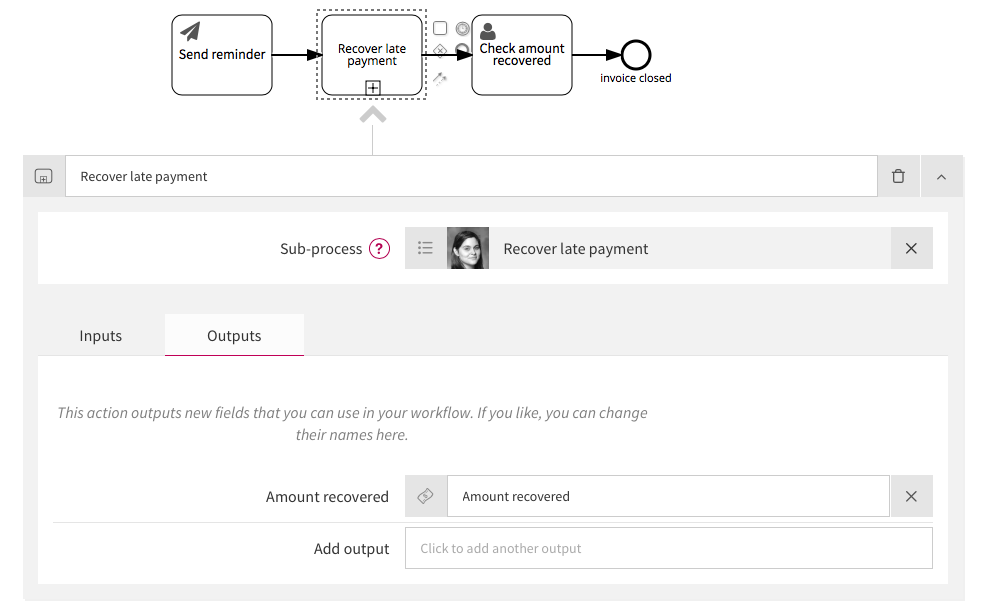 Send reminder
Recover late
payment
Check amount
recovered
invoice closed
Recover late payment
Sub-process ?
Recover late payment
Inputs
Outputs
This action outputs new fields that you can use in your workflow. If you like, you can change
their names here.
Amount recovered
Amount recovered
Add output
Click to add another output